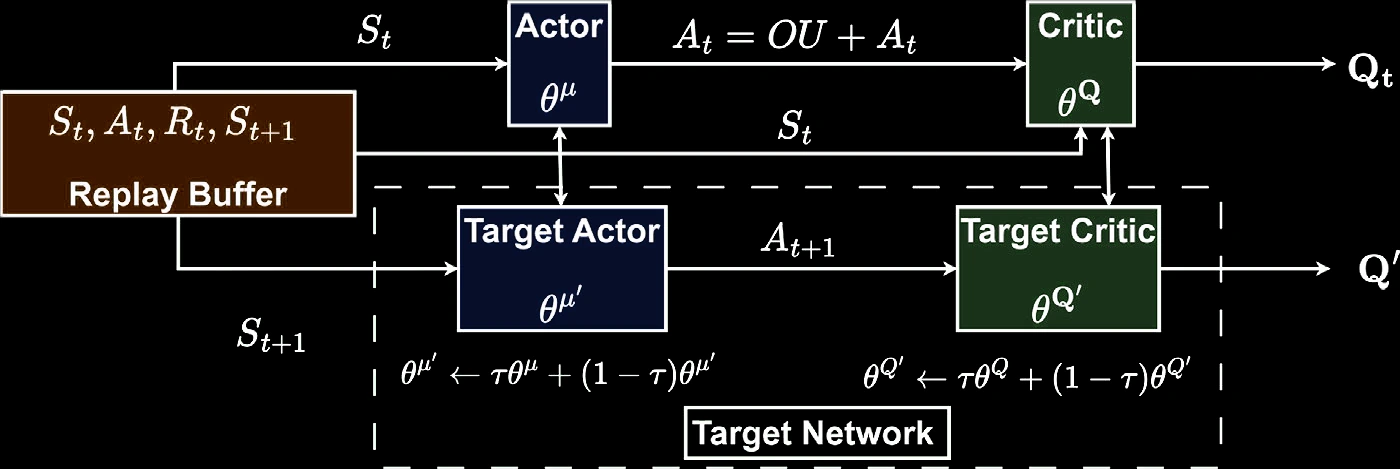 S_t
Actor
θ^μ
A_t = OU + A_t
Critic
θ^Q
Q_t
S_t, A_t, R_t, S_{t+1}
Replay Buffer
S_t
Target Actor
θ^{μ'}
A_{t+1}
Target Critic
θ^{Q'}
Q'
S_{t+1}
θ^{μ'} ← τθ^μ + (1 − τ)θ^{μ'}
θ^{Q'} ← τθ^Q + (1 − τ)θ^{Q'}
Target Network